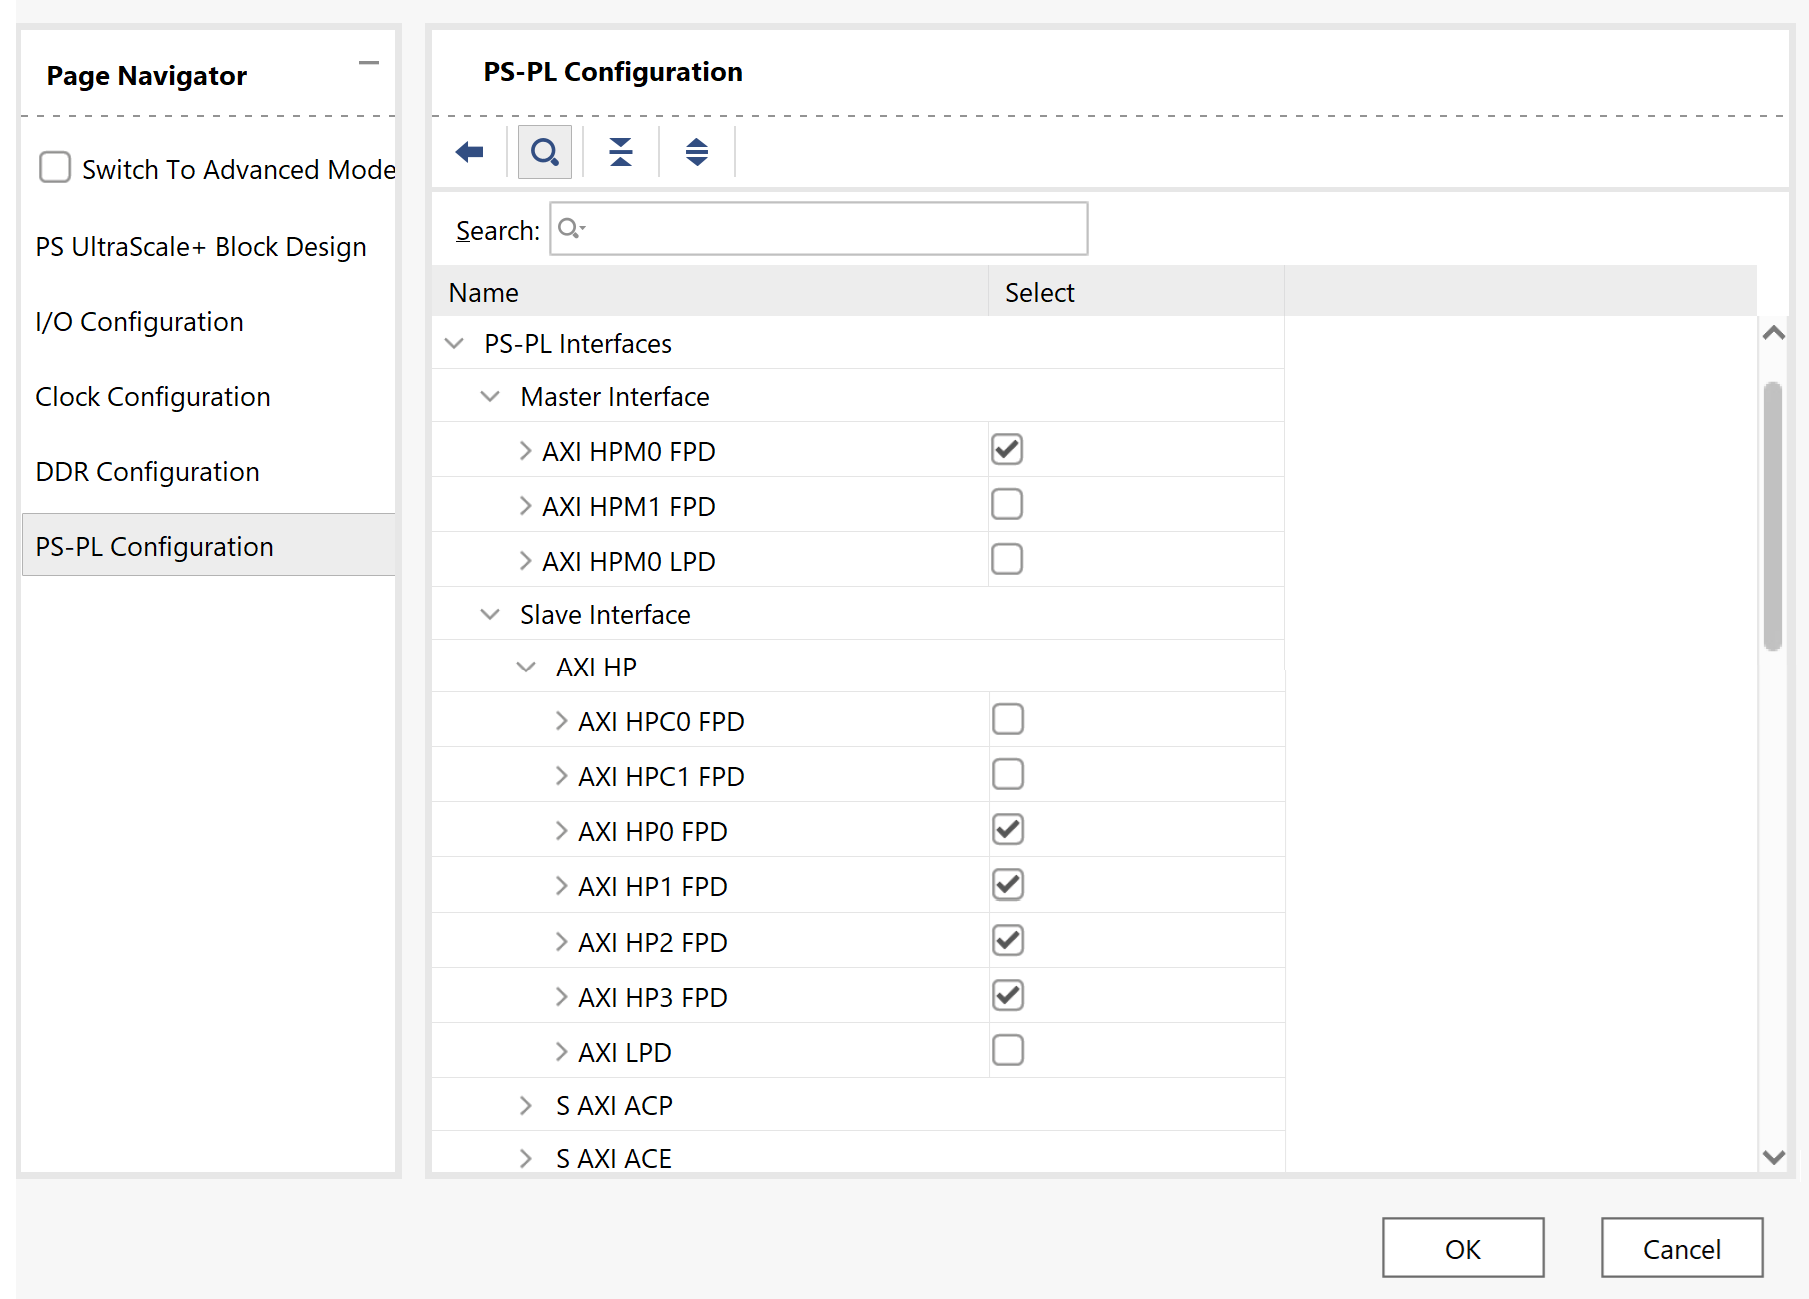 Page Navigator
Switch To Advanced Mode
PS UltraScale+ Block Design
I/O Configuration
Clock Configuration
DDR Configuration
PS-PL Configuration
PS-PL Configuration
Search:
Name Select
PS-PL Interfaces
Master Interface
AXI HPM0 FPD
AXI HPM1 FPD
AXI HPM0 LPD
Slave Interface
AXI HP
AXI HPC0 FPD
AXI HPC1 FPD
AXI HP0 FPD
AXI HP1 FPD
AXI HP2 FPD
AXI HP3 FPD
AXI LPD
S AXI ACP
S AXI ACE
OK Cancel